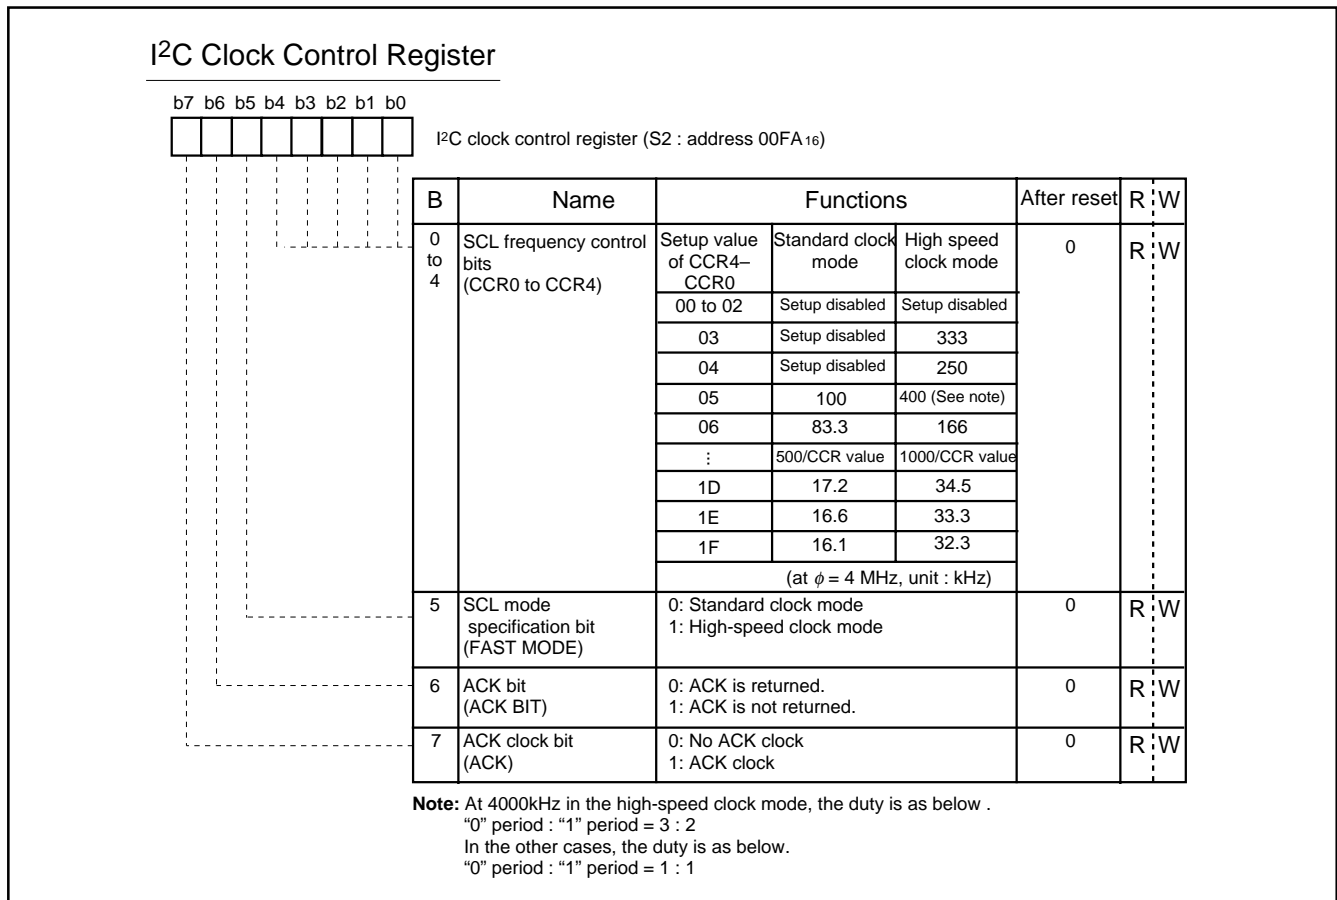 I2C Clock Control Register
b7 b6 b5 b4 b3 b2 b1 b0
I2C clock control register (S2 : address 00FA16)
B Name Functions After reset R W
0 to 4
SCL frequency control bits (CCR0 to CCR4)
Setup value of CCR4–CCR0 Standard clock mode High speed clock mode
0 R W
00 to 02 Setup disabled Setup disabled
03 Setup disabled 333
04 Setup disabled 250
05 100 400 (See note)
06 83.3 166
⋮ 500/CCR value 1000/CCR value
1D 17.2 34.5
1E 16.6 33.3
1F 16.1 32.3
(at ϕ = 4 MHz, unit : kHz)
5 SCL mode 0: Standard clock mode 0 R W
specification bit 1: High-speed clock mode
(FAST MODE)
6 ACK bit 0: ACK is returned. 0 R W
(ACK BIT) 1: ACK is not returned.
7 ACK clock bit 0: No ACK clock 0 R W
(ACK) 1: ACK clock
Note: At 4000kHz in the high-speed clock mode, the duty is as below .
“0” period : “1” period = 3 : 2
In the other cases, the duty is as below.
“0” period : “1” period = 1 : 1